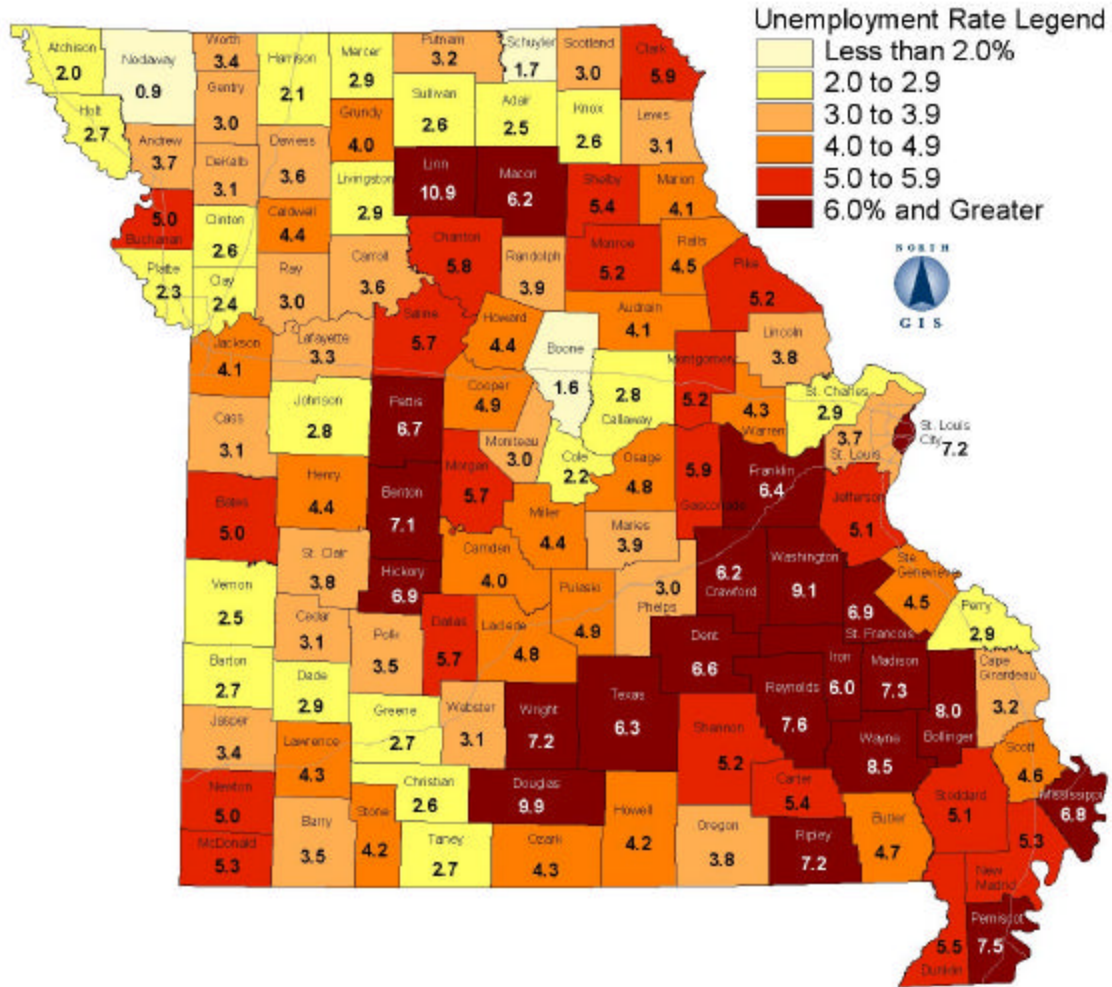 Unemployment Rate Legend
Less than 2.0%
2.0 to 2.9
3.0 to 3.9
4.0 to 4.9
5.0 to 5.9
6.0% and Greater
NORTH
GIS
Atchison
2.0
Nodaway
0.9
Worth
3.4
Harrison
2.1
Mercer
2.9
Putnam
3.2
Schuyler
1.7
Scotland
3.0
Clark
5.9
Holt
2.7
Gentry
3.0
Andrew
3.7
DeKalb
3.1
Daviess
3.6
Grundy
4.0
Sullivan
2.6
Adair
2.5
Knox
2.6
Lewis
3.1
Livingston
2.9
Linn
10.9
Macon
6.2
Shelby
5.4
Marion
4.1
5.0
Buchanan
Clinton
2.6
Caldwell
4.4
Platte
2.3
Clay
2.4
Ray
3.0
Carroll
3.6
Chariton
5.8
Randolph
3.9
Monroe
5.2
Ralls
4.5
Pike
5.2
Jackson
4.1
Lafayette
3.3
Saline
5.7
Howard
4.4
Boone
1.6
Audrain
4.1
2.8
Callaway
Montgomery
5.2
Lincoln
3.8
4.3
Warren
St. Charles
2.9
3.7
St. Louis
St. Louis
City
7.2
Cass
3.1
Johnson
2.8
Pettis
6.7
Cooper
4.9
Moniteau
3.0
Cole
2.2
Osage
4.8
5.9
Gasconade
Franklin
6.4
Jefferson
5.1
Bates
5.0
Henry
4.4
Benton
7.1
Morgan
5.7
Miller
4.4
Maries
3.9
St. Clair
3.8
Hickory
6.9
Camden
4.0
Pulaski
4.9
3.0
Phelps
6.2
Crawford
Washington
9.1
6.9
St. Francois
Ste
Genevieve
4.5
Perry
2.9
Vernon
2.5
Cedar
3.1
Polk
3.5
Dallas
5.7
Laclede
4.8
Dent
6.6
Iron
6.0
Madison
7.3
8.0
Bollinger
Cape
Girardeau
3.2
Barton
2.7
Dade
2.9
Greene
2.7
Webster
3.1
Wright
7.2
Texas
6.3
Reynolds
7.6
Shannon
5.2
Wayne
8.5
Scott
4.6
Mississippi
6.8
Jasper
3.4
Lawrence
4.3
Christian
2.6
Douglas
9.9
Howell
4.2
Carter
5.4
Stoddard
5.1
Newton
5.0
McDonald
5.3
Barry
3.5
Stone
4.2
Taney
2.7
Ozark
4.3
Oregon
3.8
Ripley
7.2
Butler
4.7
5.3
New
Madrid
Pemiscot
7.5
5.5
Dunklin